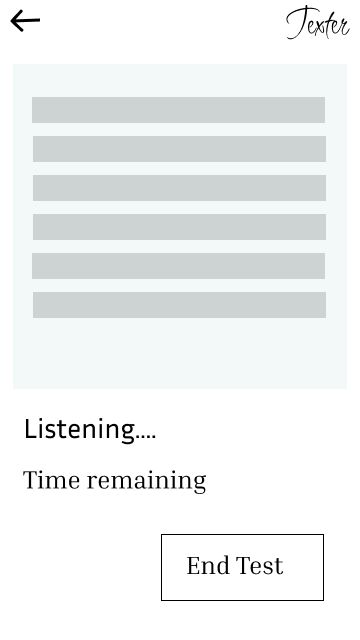 Texter
Listening....
Time remaining
End Test